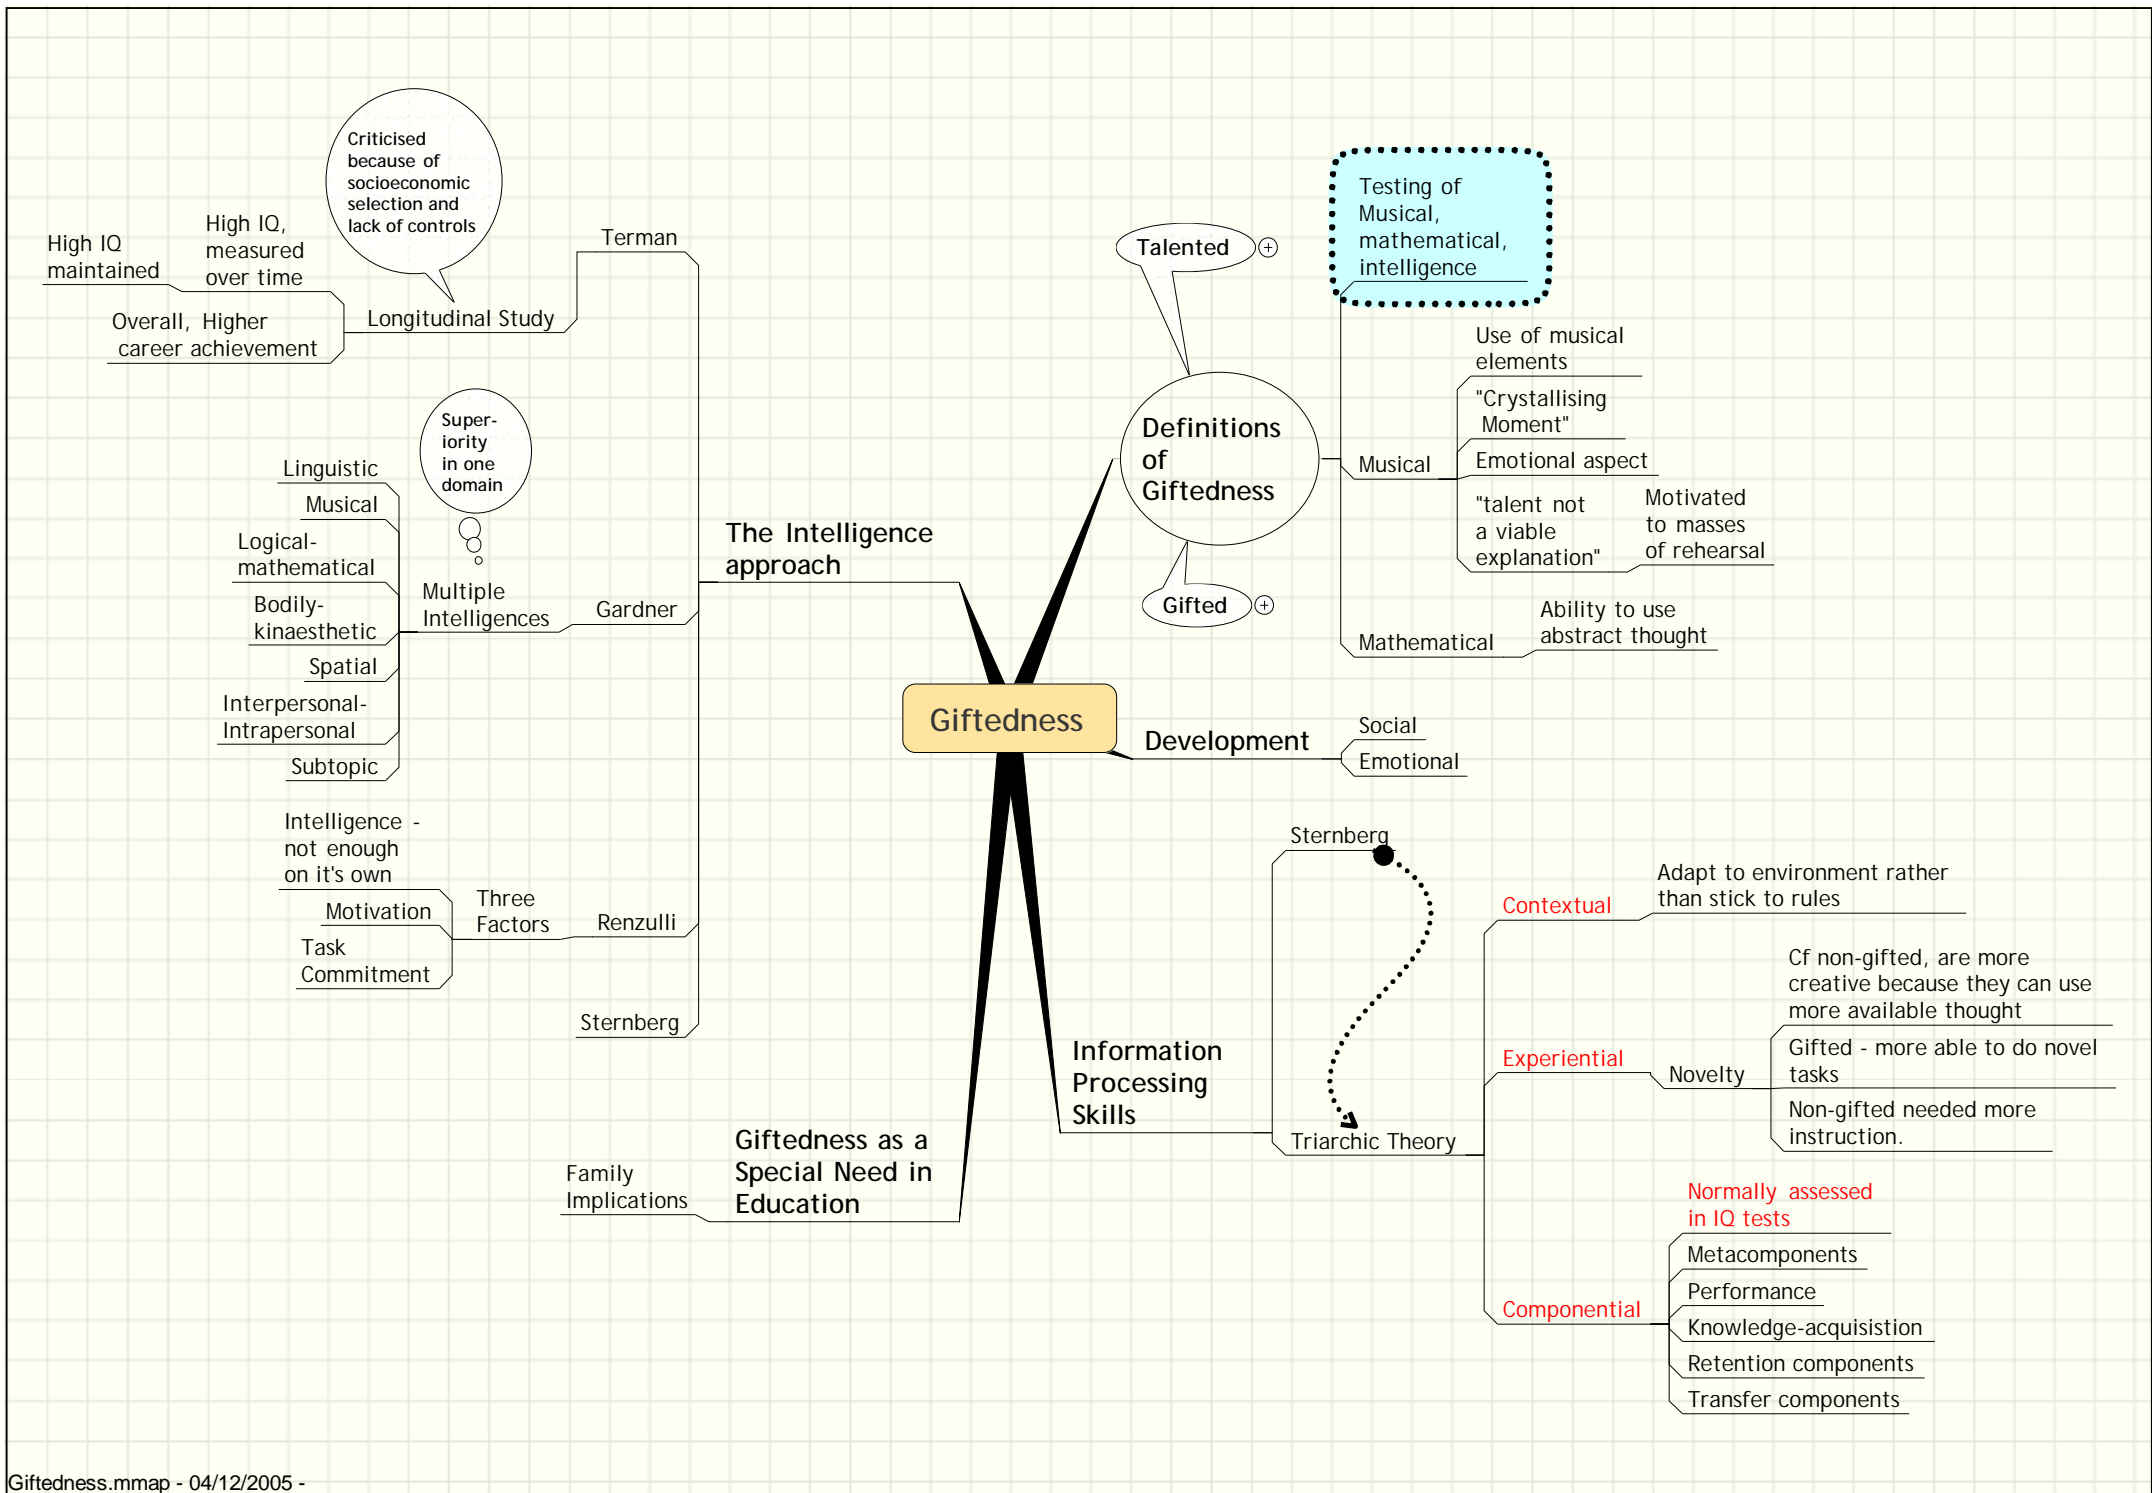 Giftedness
Definitions
of
Giftedness
Talented
Gifted
Testing of
Musical,
mathematical,
intelligence
Musical
Use of musical
elements
"Crystallising
Moment"
Emotional aspect
"talent not
a viable
explanation"
Motivated
to masses
of rehearsal
Mathematical
Ability to use
abstract thought
Development
Social
Emotional
Information
Processing
Skills
Sternberg
Triarchic Theory
Contextual
Adapt to environment rather
than stick to rules
Experiential
Novelty
Cf non-gifted, are more
creative because they can use
more available thought
Gifted - more able to do novel
tasks
Non-gifted needed more
instruction.
Componential
Normally assessed
in IQ tests
Metacomponents
Performance
Knowledge-acquisistion
Retention components
Transfer components
The Intelligence
approach
Terman
Longitudinal Study
Criticised
because of
socioeconomic
selection and
lack of controls
High IQ,
measured
over time
High IQ
maintained
Overall, Higher
career achievement
Gardner
Multiple
Intelligences
Super-
iority
in one
domain
Linguistic
Musical
Logical-
mathematical
Bodily-
kinaesthetic
Spatial
Interpersonal-
Intrapersonal
Subtopic
Renzulli
Three
Factors
Intelligence -
not enough
on it's own
Motivation
Task
Commitment
Sternberg
Giftedness as a
Special Need in
Education
Family
Implications
Giftedness.mmap - 04/12/2005 -